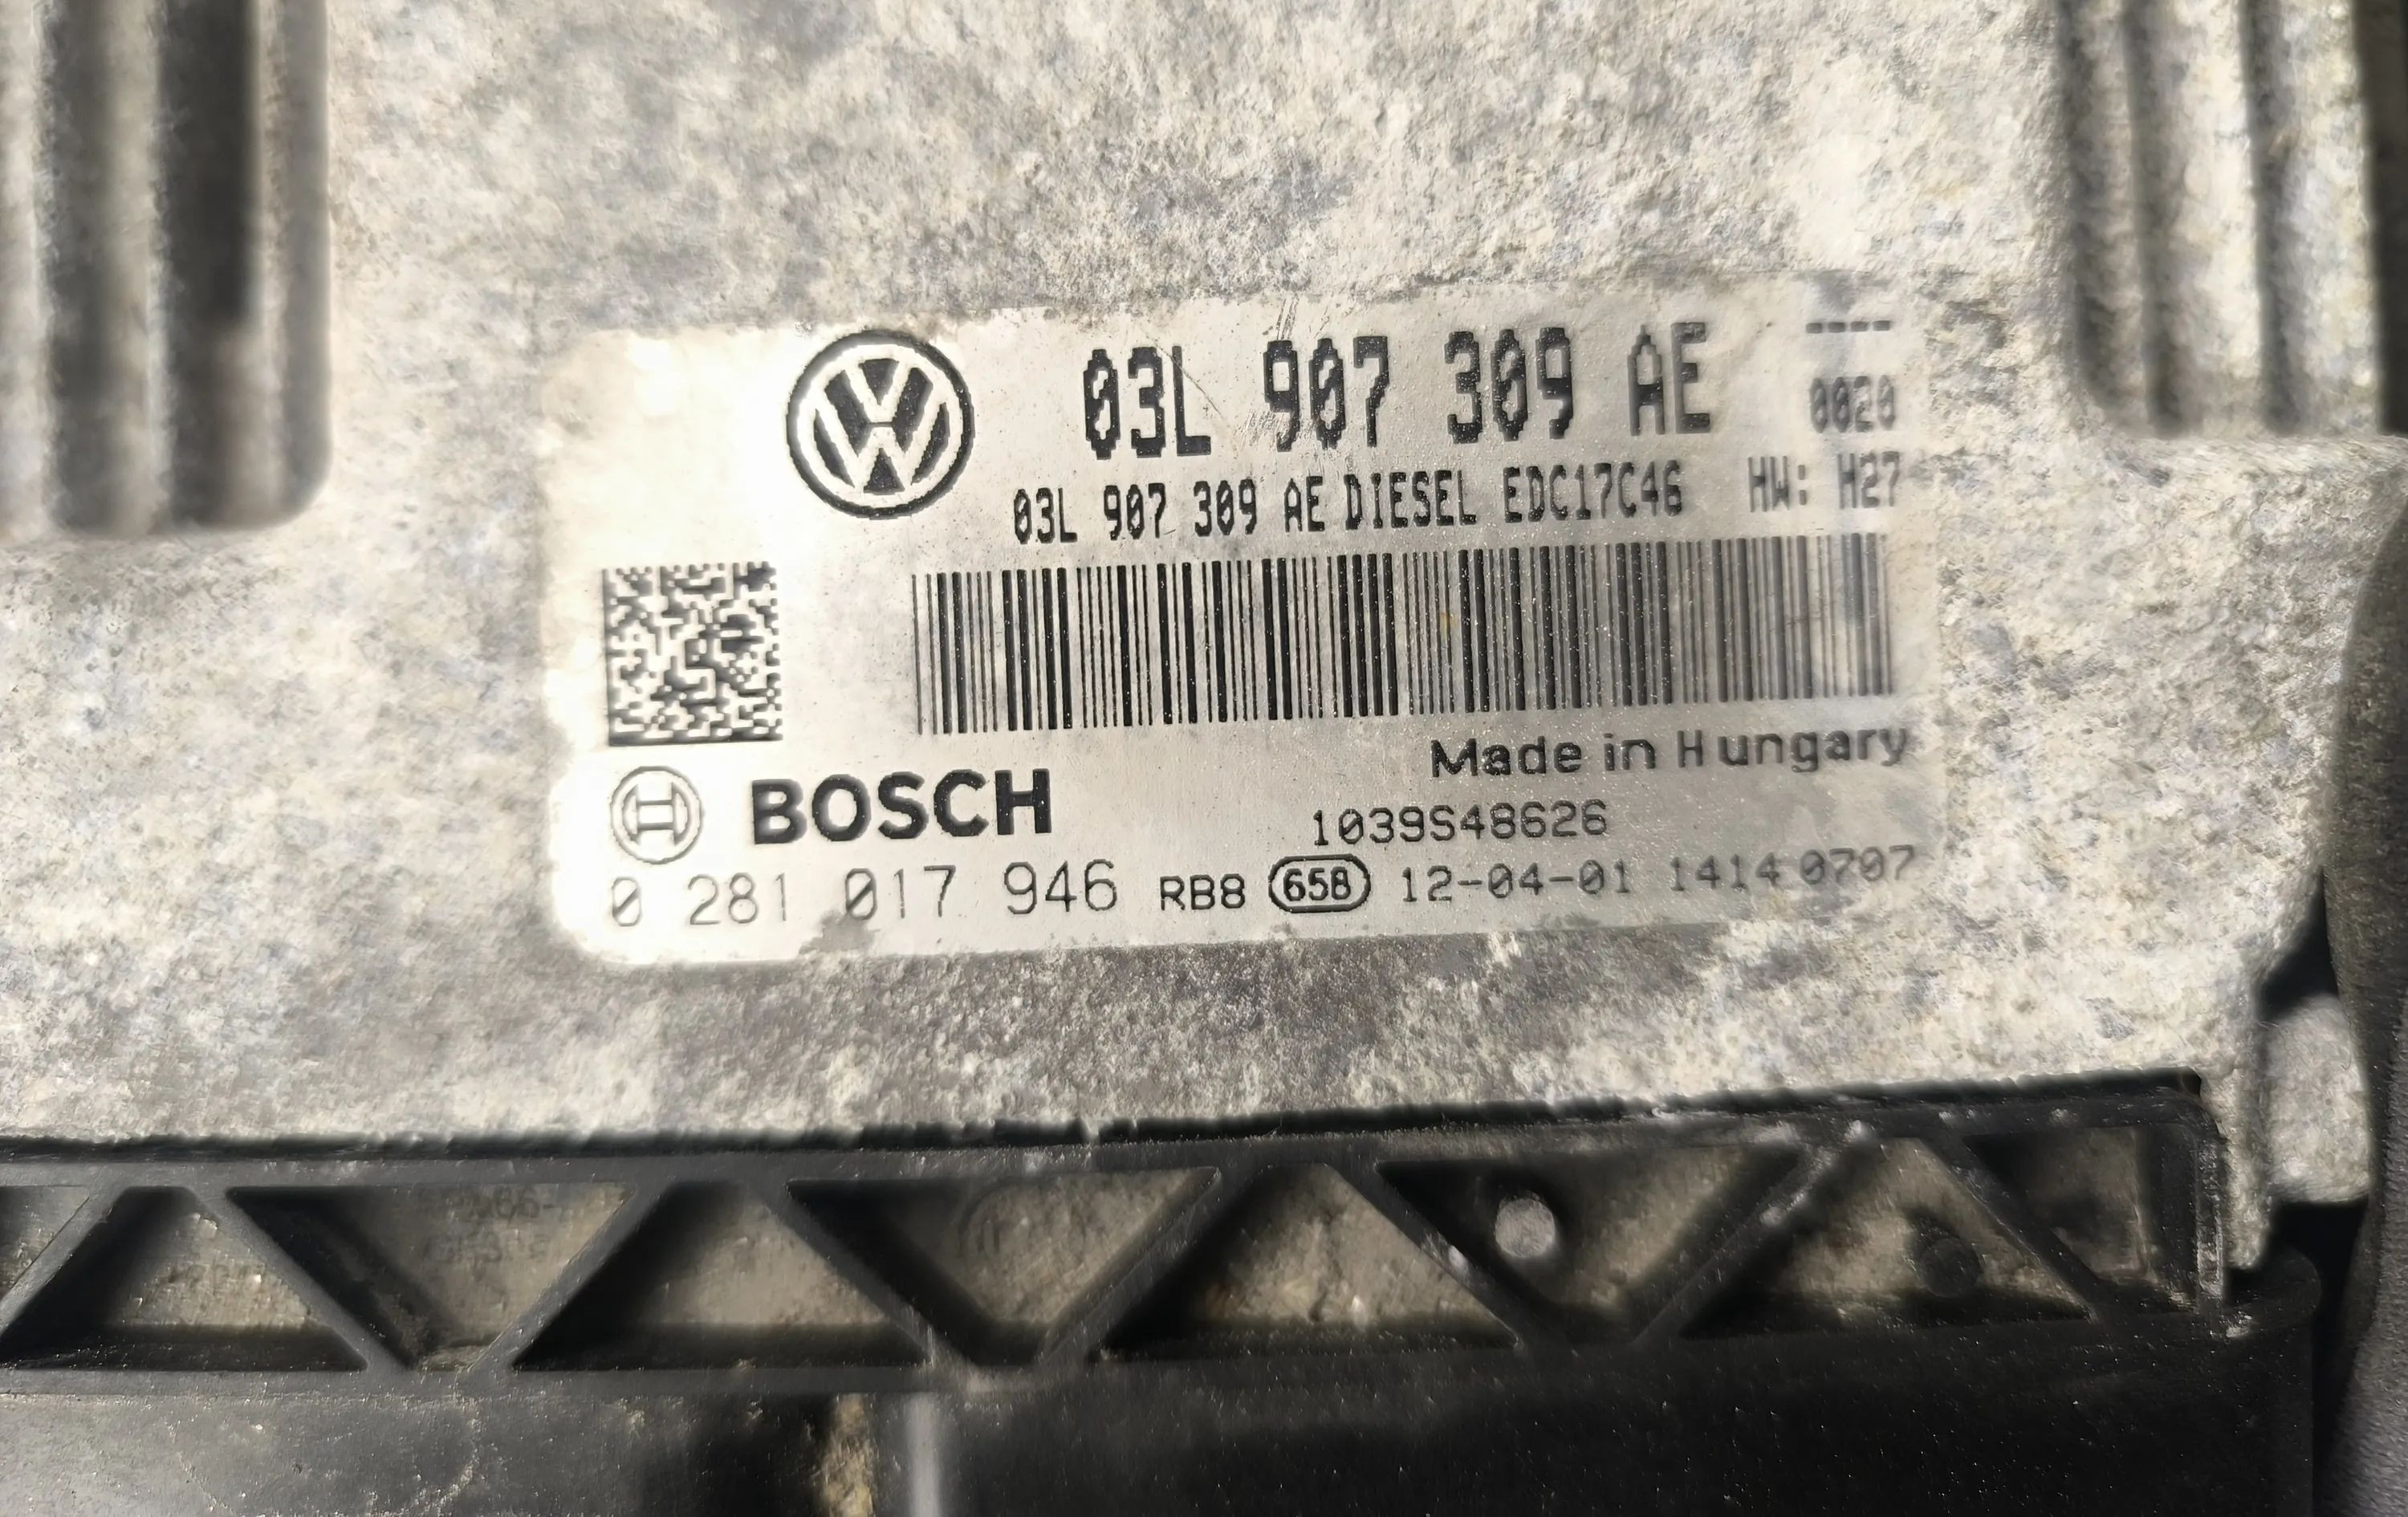 03L 907 309 AE ----
0020
03L 907 309 AE DIESEL EDC17C46 HW: H27
Made in Hungary
BOSCH
1039S48626
0 281 017 946 RB8 658 12-04-01 1414 0707